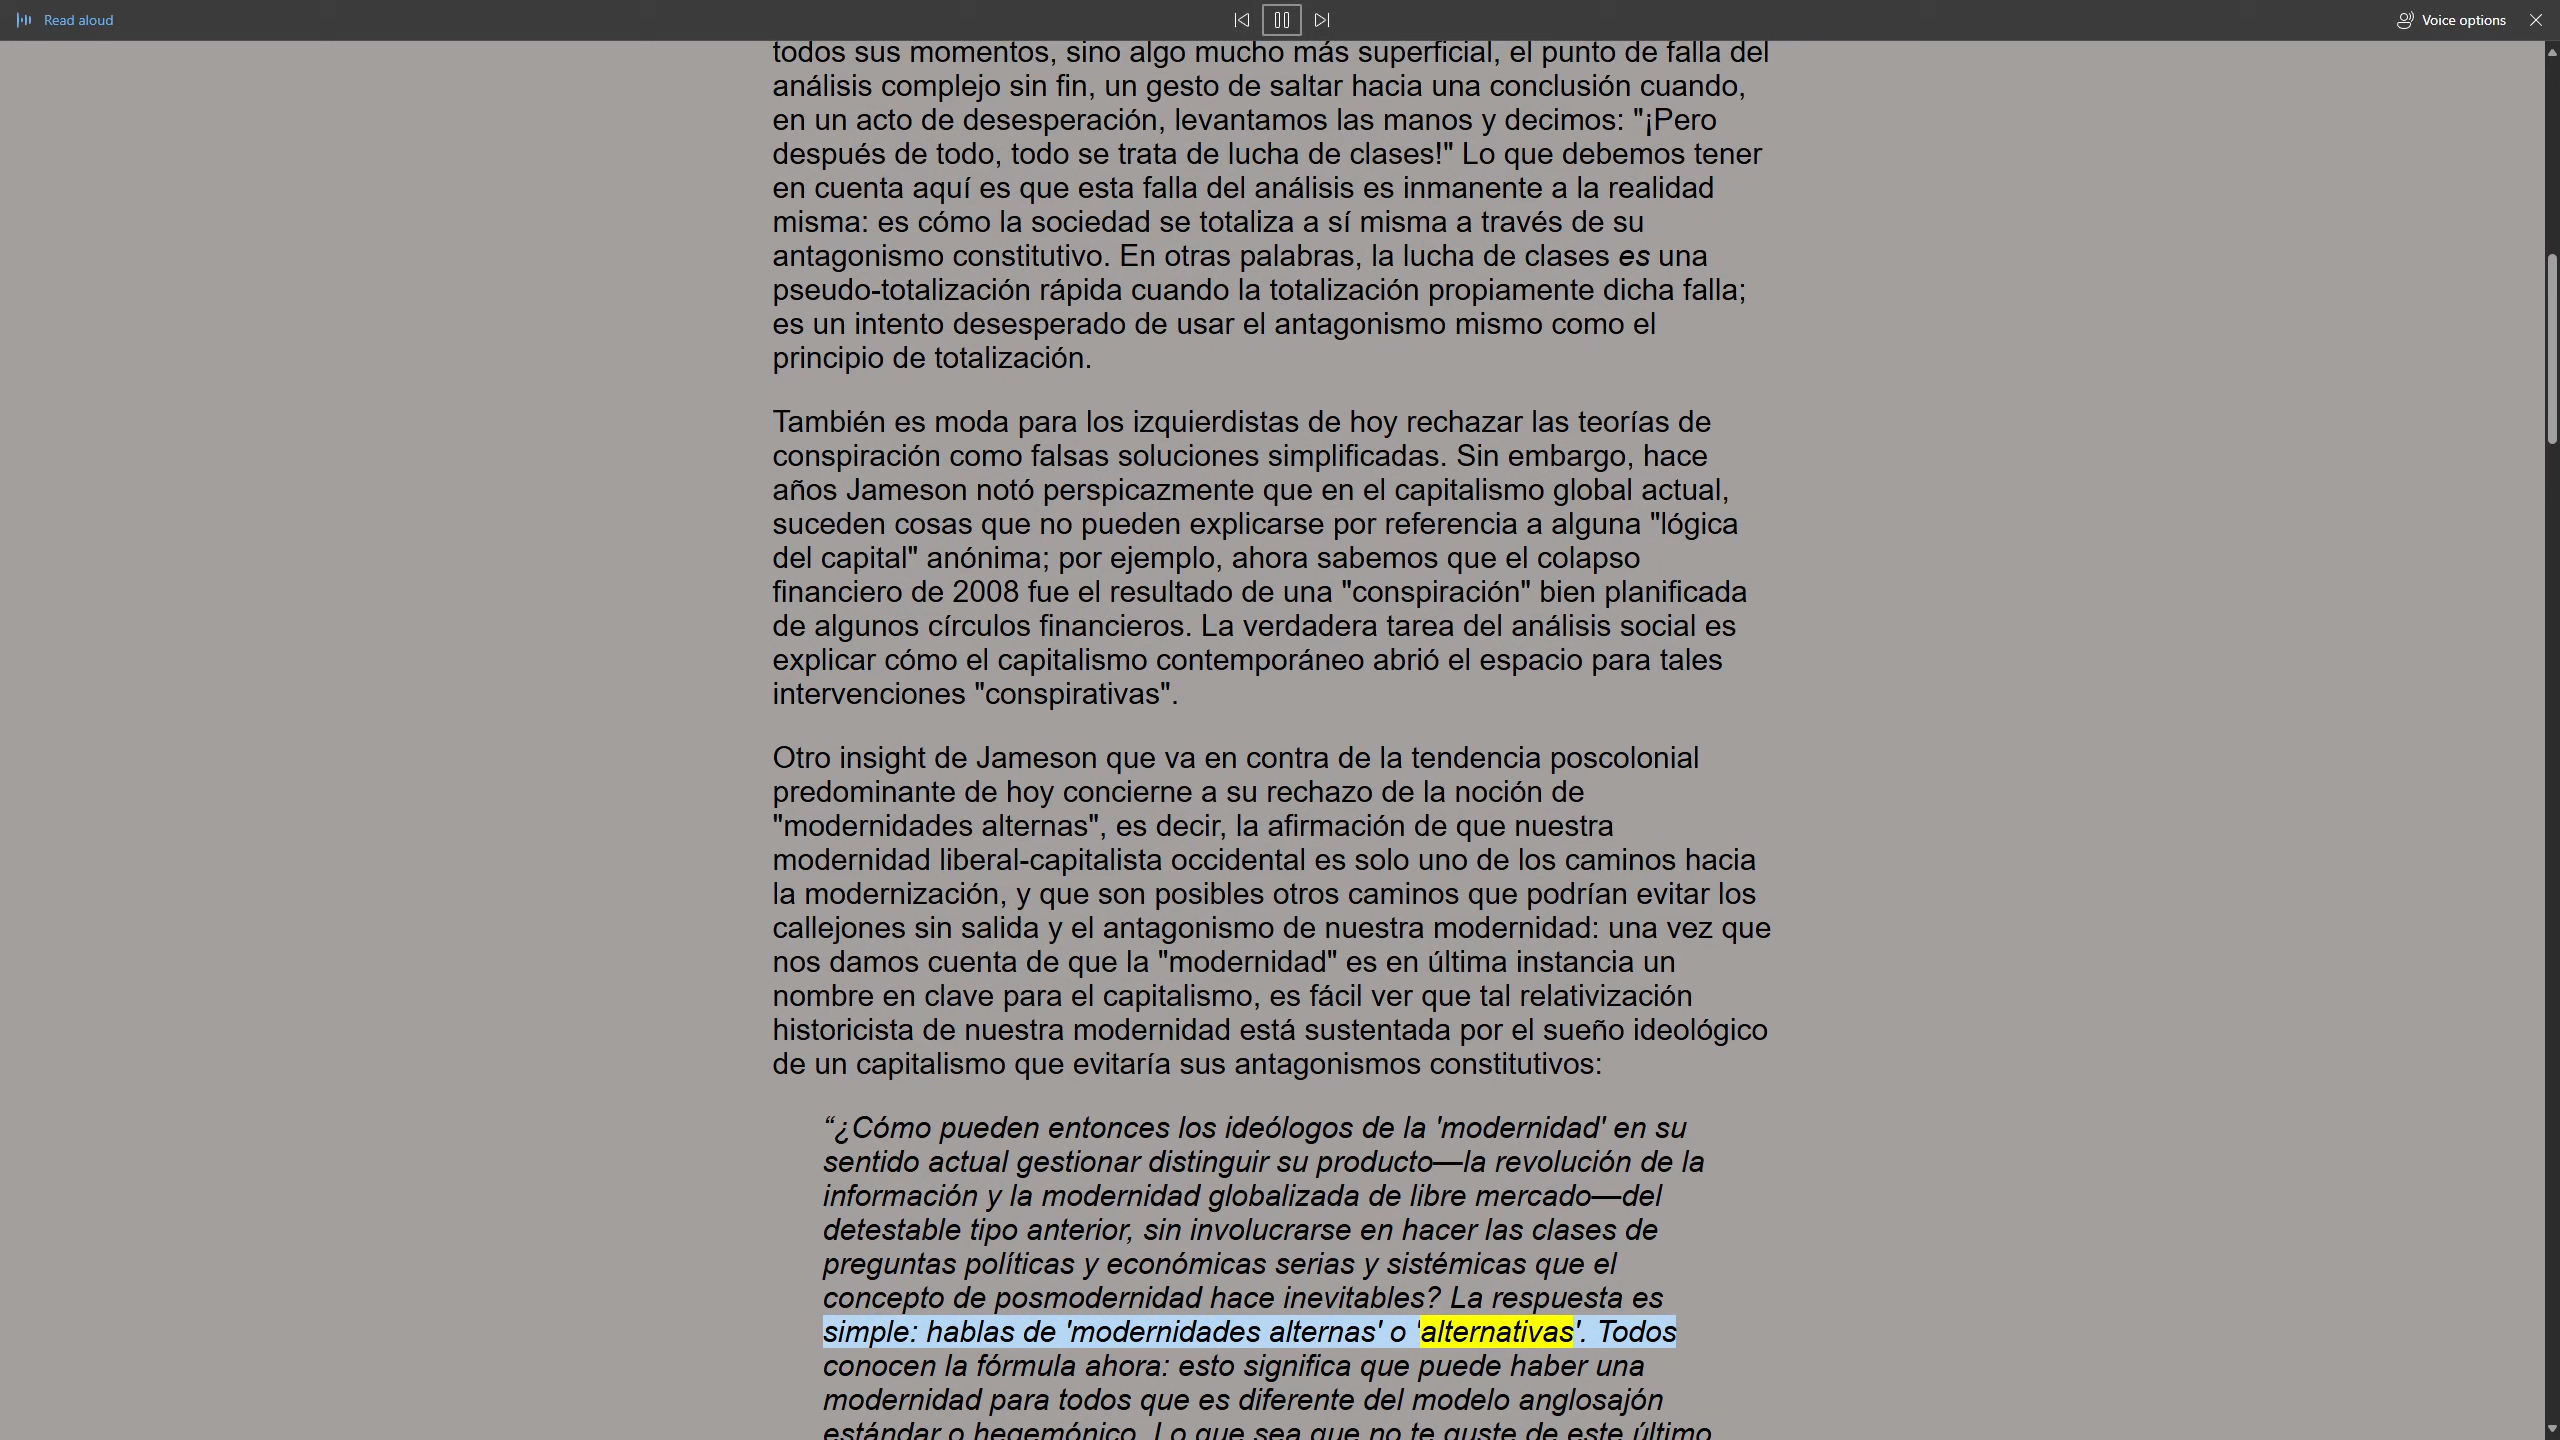 Read aloud
Voice options
todos sus momentos, sino algo mucho más superficial, el punto de falla del
análisis complejo sin fin, un gesto de saltar hacia una conclusión cuando,
en un acto de desesperación, levantamos las manos y decimos: "¡Pero
después de todo, todo se trata de lucha de clases!" Lo que debemos tener
en cuenta aquí es que esta falla del análisis es inmanente a la realidad
misma: es cómo la sociedad se totaliza a sí misma a través de su
antagonismo constitutivo. En otras palabras, la lucha de clases es una
pseudo-totalización rápida cuando la totalización propiamente dicha falla;
es un intento desesperado de usar el antagonismo mismo como el
principio de totalización.
También es moda para los izquierdistas de hoy rechazar las teorías de
conspiración como falsas soluciones simplificadas. Sin embargo, hace
años Jameson notó perspicazmente que en el capitalismo global actual,
suceden cosas que no pueden explicarse por referencia a alguna "lógica
del capital" anónima; por ejemplo, ahora sabemos que el colapso
financiero de 2008 fue el resultado de una "conspiración" bien planificada
de algunos círculos financieros. La verdadera tarea del análisis social es
explicar cómo el capitalismo contemporáneo abrió el espacio para tales
intervenciones "conspirativas".
Otro insight de Jameson que va en contra de la tendencia poscolonial
predominante de hoy concierne a su rechazo de la noción de
"modernidades alternas", es decir, la afirmación de que nuestra
modernidad liberal-capitalista occidental es solo uno de los caminos hacia
la modernización, y que son posibles otros caminos que podrían evitar los
callejones sin salida y el antagonismo de nuestra modernidad: una vez que
nos damos cuenta de que la "modernidad" es en última instancia un
nombre en clave para el capitalismo, es fácil ver que tal relativización
historicista de nuestra modernidad está sustentada por el sueño ideológico
de un capitalismo que evitaría sus antagonismos constitutivos:
“¿Cómo pueden entonces los ideólogos de la 'modernidad' en su
sentido actual gestionar distinguir su producto—la revolución de la
información y la modernidad globalizada de libre mercado—del
detestable tipo anterior, sin involucrarse en hacer las clases de
preguntas políticas y económicas serias y sistémicas que el
concepto de posmodernidad hace inevitables? La respuesta es
simple: hablas de 'modernidades alternas' o 'alternativas'. Todos
conocen la fórmula ahora: esto significa que puede haber una
modernidad para todos que es diferente del modelo anglosajón
estándar o hegemónico. Lo que sea que no te guste de este último